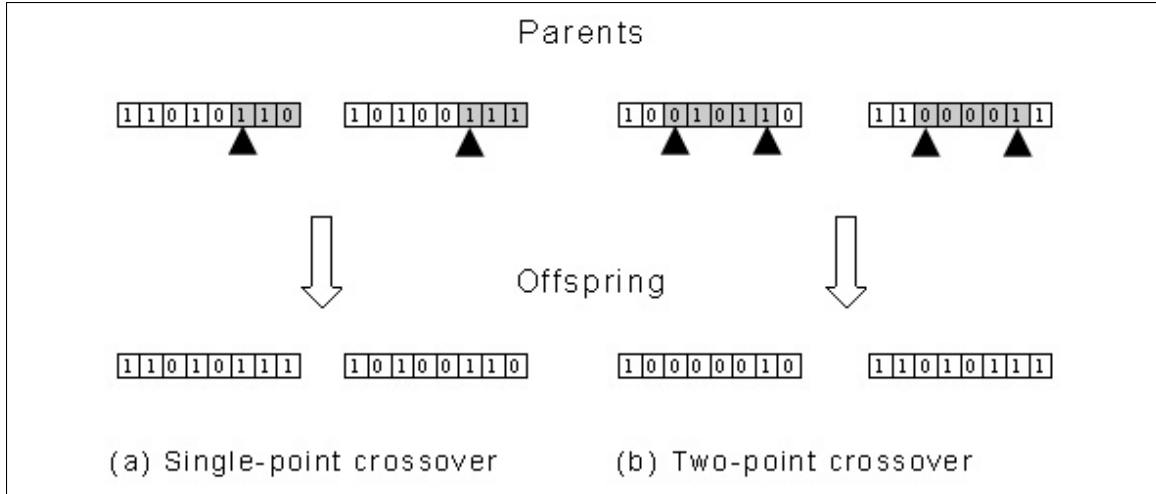 Parents
1 1 0 1 0 1 1 0 1 0 1 0 0 1 1 1 1 0 0 1 0 1 1 0 1 1 0 0 0 0 1 1
Offspring
1 1 0 1 0 1 1 1 1 0 1 0 0 1 1 0 1 0 0 0 0 0 1 0 1 1 0 1 0 1 1 1
(a) Single-point crossover (b) Two-point crossover